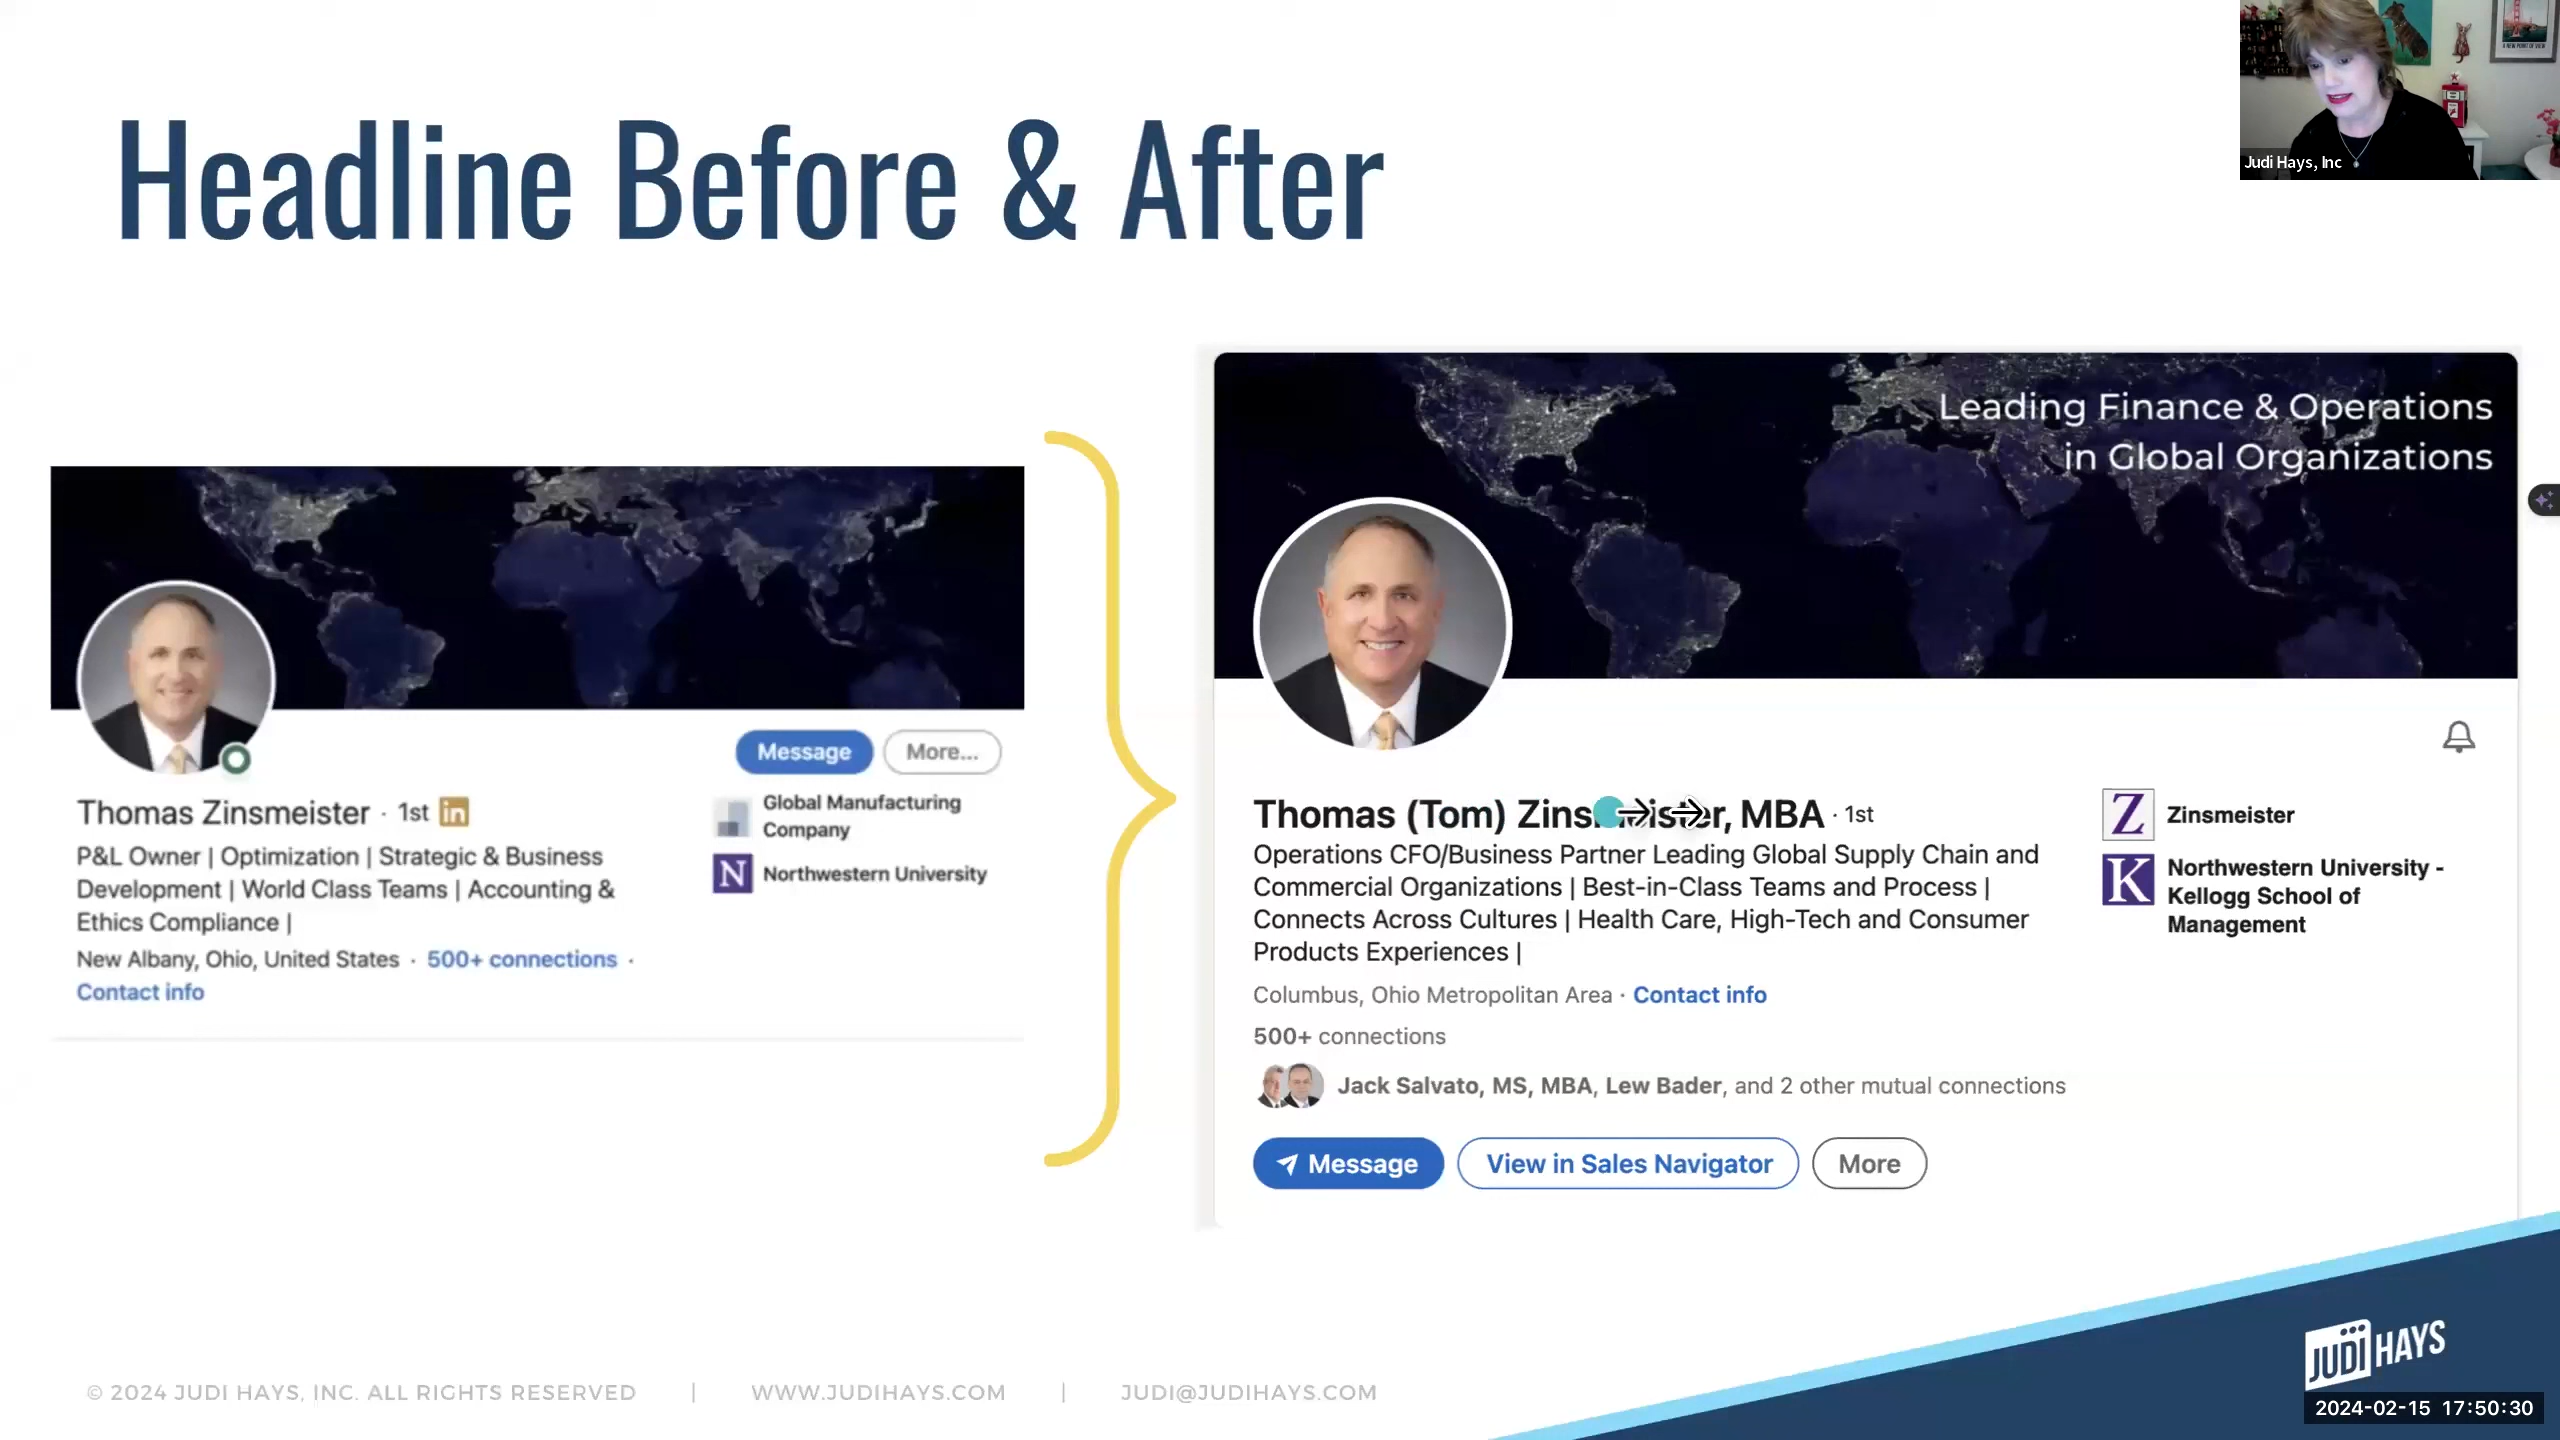 Headline Before & After
Judi Hays, Inc
Message
More...
Thomas Zinsmeister · 1st in
P&L Owner | Optimization | Strategic & Business
Development | World Class Teams | Accounting &
Ethics Compliance |
New Albany, Ohio, United States · 500+ connections ·
Contact info
Global Manufacturing
Company
N Northwestern University
Leading Finance & Operations
in Global Organizations
Thomas (Tom) Zinsmeister, MBA · 1st
Operations CFO/Business Partner Leading Global Supply Chain and
Commercial Organizations | Best-in-Class Teams and Process |
Connects Across Cultures | Health Care, High-Tech and Consumer
Products Experiences |
Columbus, Ohio Metropolitan Area · Contact info
500+ connections
Jack Salvato, MS, MBA, Lew Bader, and 2 other mutual connections
Message
View in Sales Navigator
More
Z Zinsmeister
K Northwestern University -
Kellogg School of
Management
© 2024 JUDI HAYS, INC. ALL RIGHTS RESERVED | WWW.JUDIHAYS.COM | JUDI@JUDIHAYS.COM
JUDI HAYS
2024-02-15 17:50:30